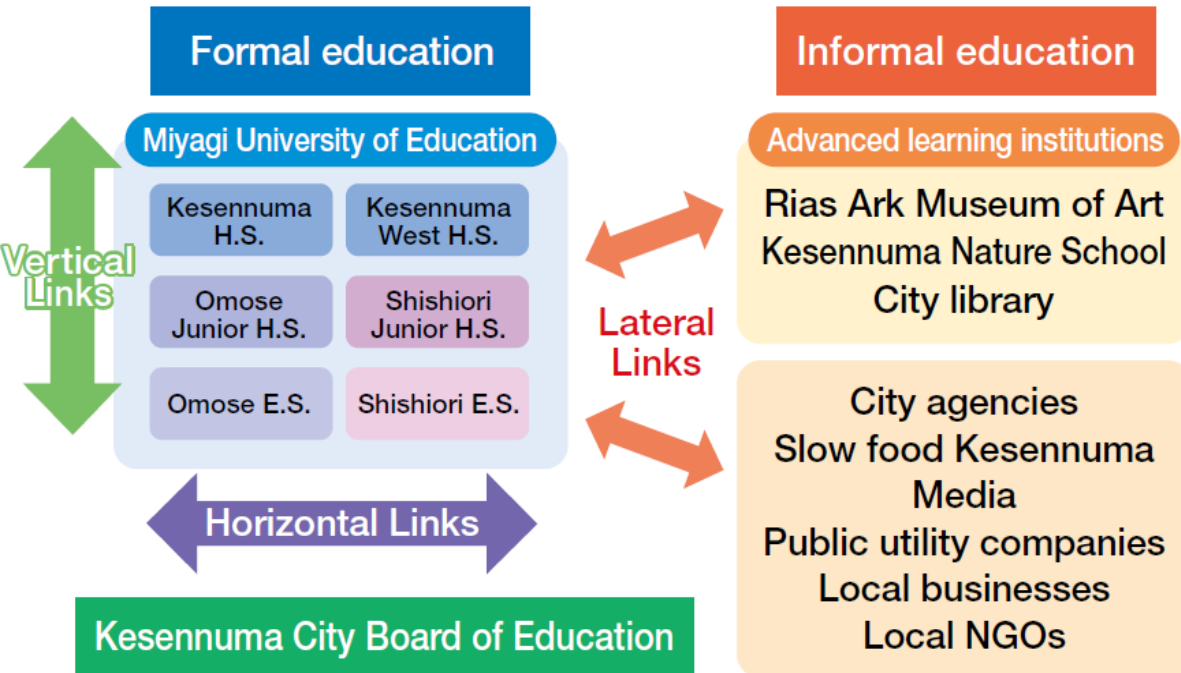 Formal education
Miyagi University of Education
Kesennuma
H.S.
Kesennuma
West H.S.
Omose
Junior H.S.
Shishiori
Junior H.S.
Omose E.S.
Shishiori E.S.
Vertical
Links
Horizontal Links
Kesennuma City Board of Education
Lateral
Links
Informal education
Advanced learning institutions
Rias Ark Museum of Art
Kesennuma Nature School
City library
City agencies
Slow food Kesennuma
Media
Public utility companies
Local businesses
Local NGOs